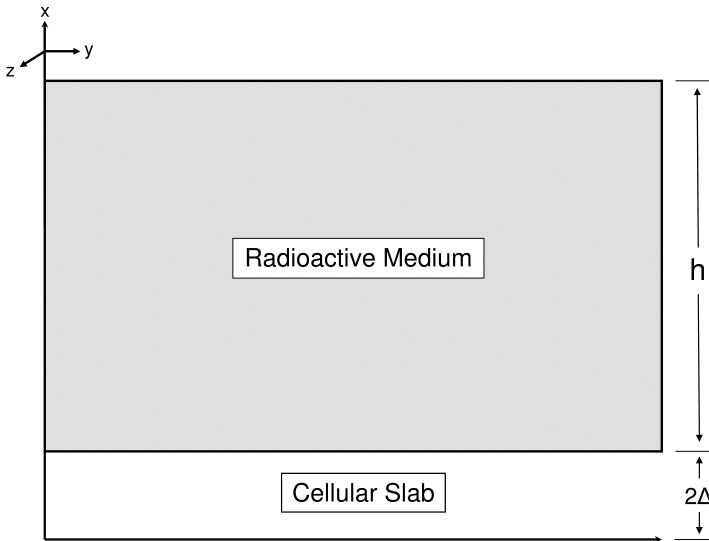 x
y
z
Radioactive Medium
h
Cellular Slab
2Δ